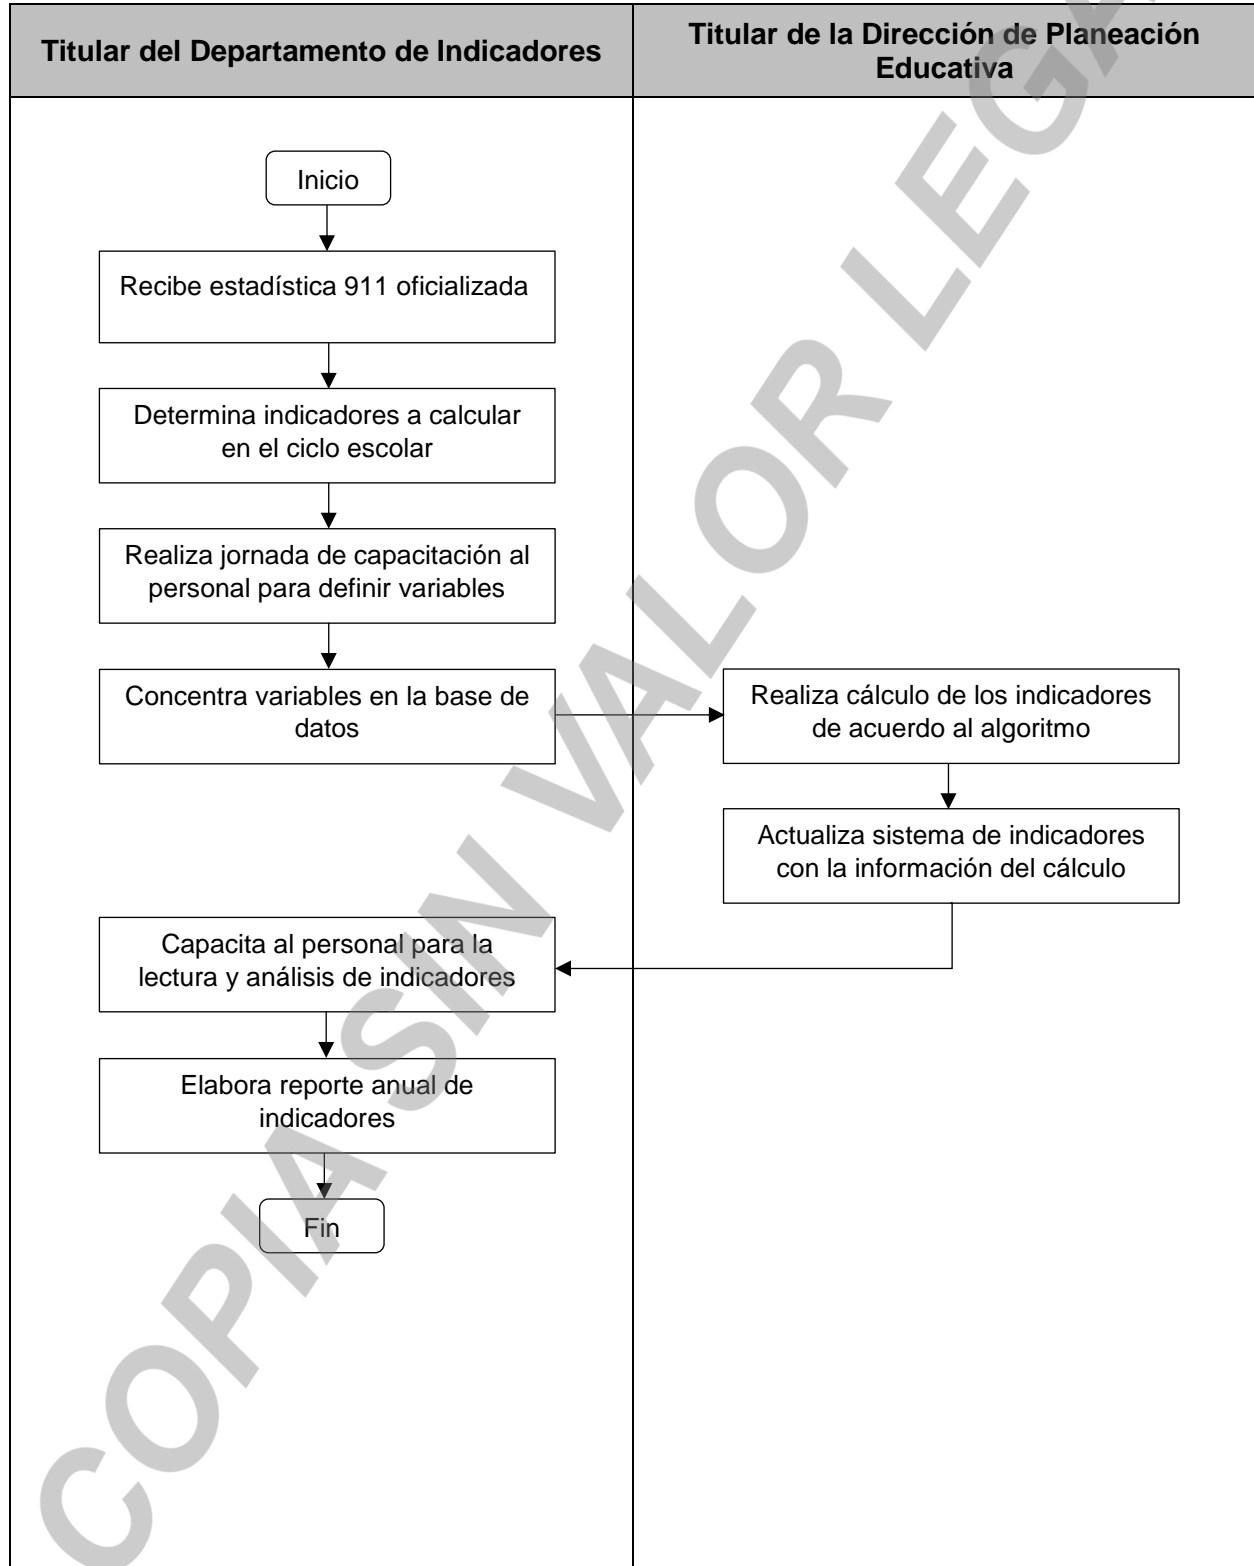 Titular del Departamento de Indicadores
Titular de la Dirección de Planeación
Educativa
Inicio
Recibe estadística 911 oficializada
Determina indicadores a calcular
en el ciclo escolar
Realiza jornada de capacitación al
personal para definir variables
Concentra variables en la base de
datos
Realiza cálculo de los indicadores
de acuerdo al algoritmo
Actualiza sistema de indicadores
con la información del cálculo
Capacita al personal para la
lectura y análisis de indicadores
Elabora reporte anual de
indicadores
Fin
COPIA SIN VALOR LEGA